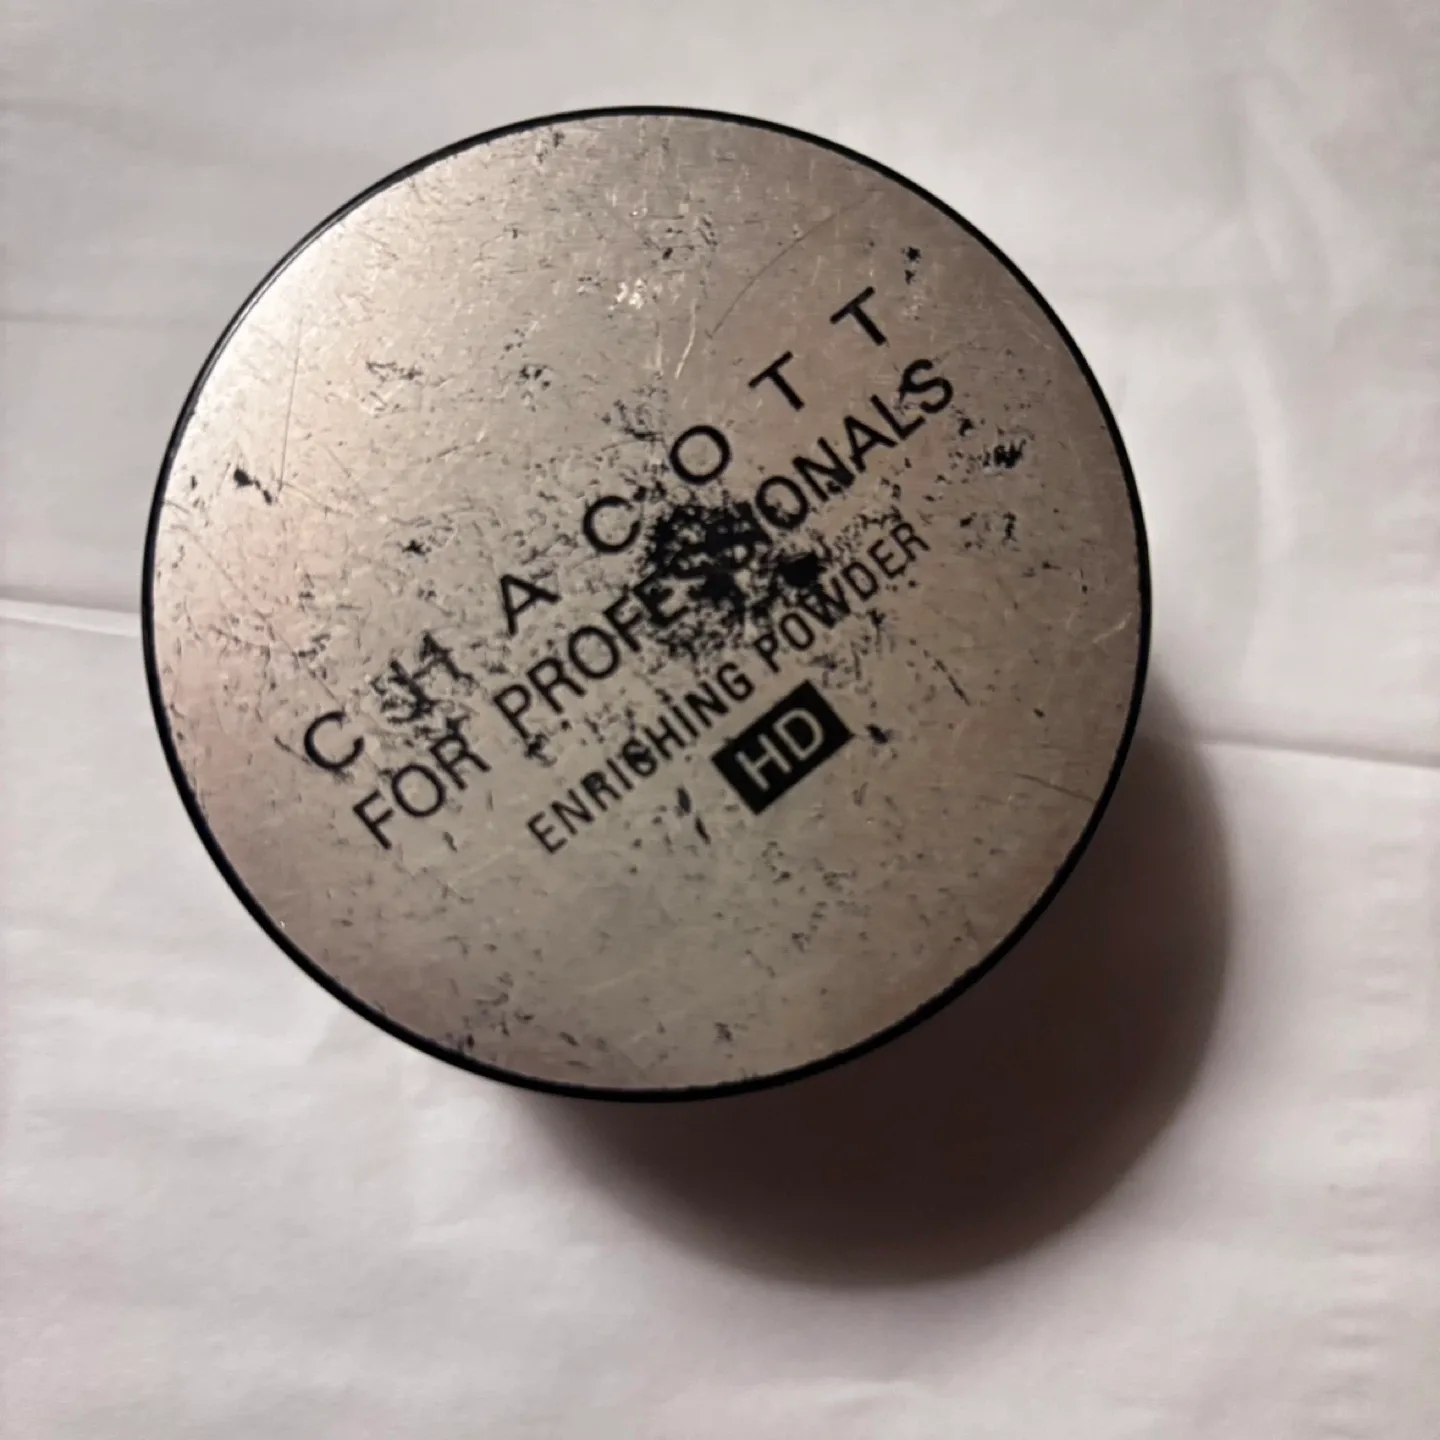 CHACOTT
FOR PROFESSIONALS
ENRICHING POWDER
HD